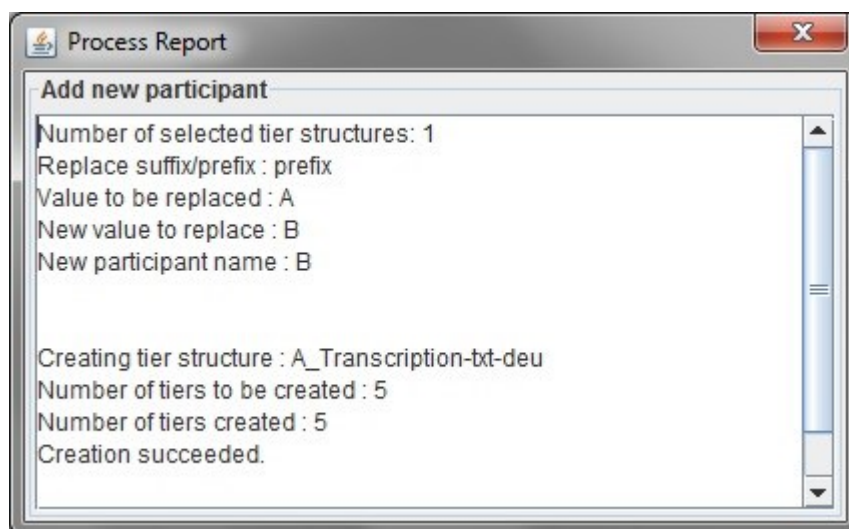 Process Report
Add new participant
Number of selected tier structures: 1
Replace suffix/prefix : prefix
Value to be replaced : A
New value to replace : B
New participant name : B
Creating tier structure : A_Transcription-txt-deu
Number of tiers to be created : 5
Number of tiers created : 5
Creation succeeded.